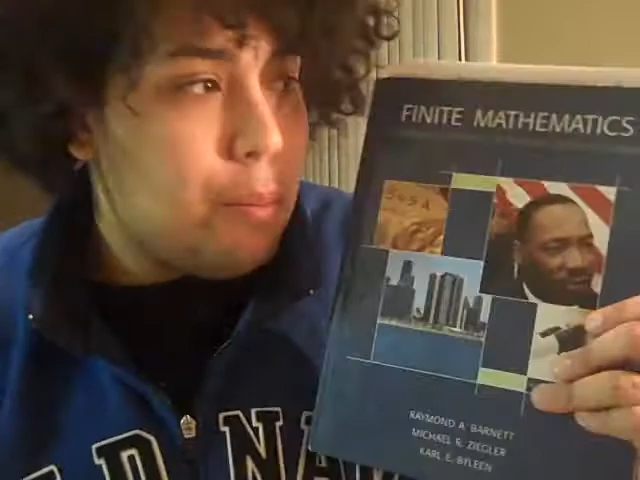 FINITE MATHEMATICS
RAYMOND A. BARNETT
MICHAEL R. ZIEGLER
KARL E. BYLEEN